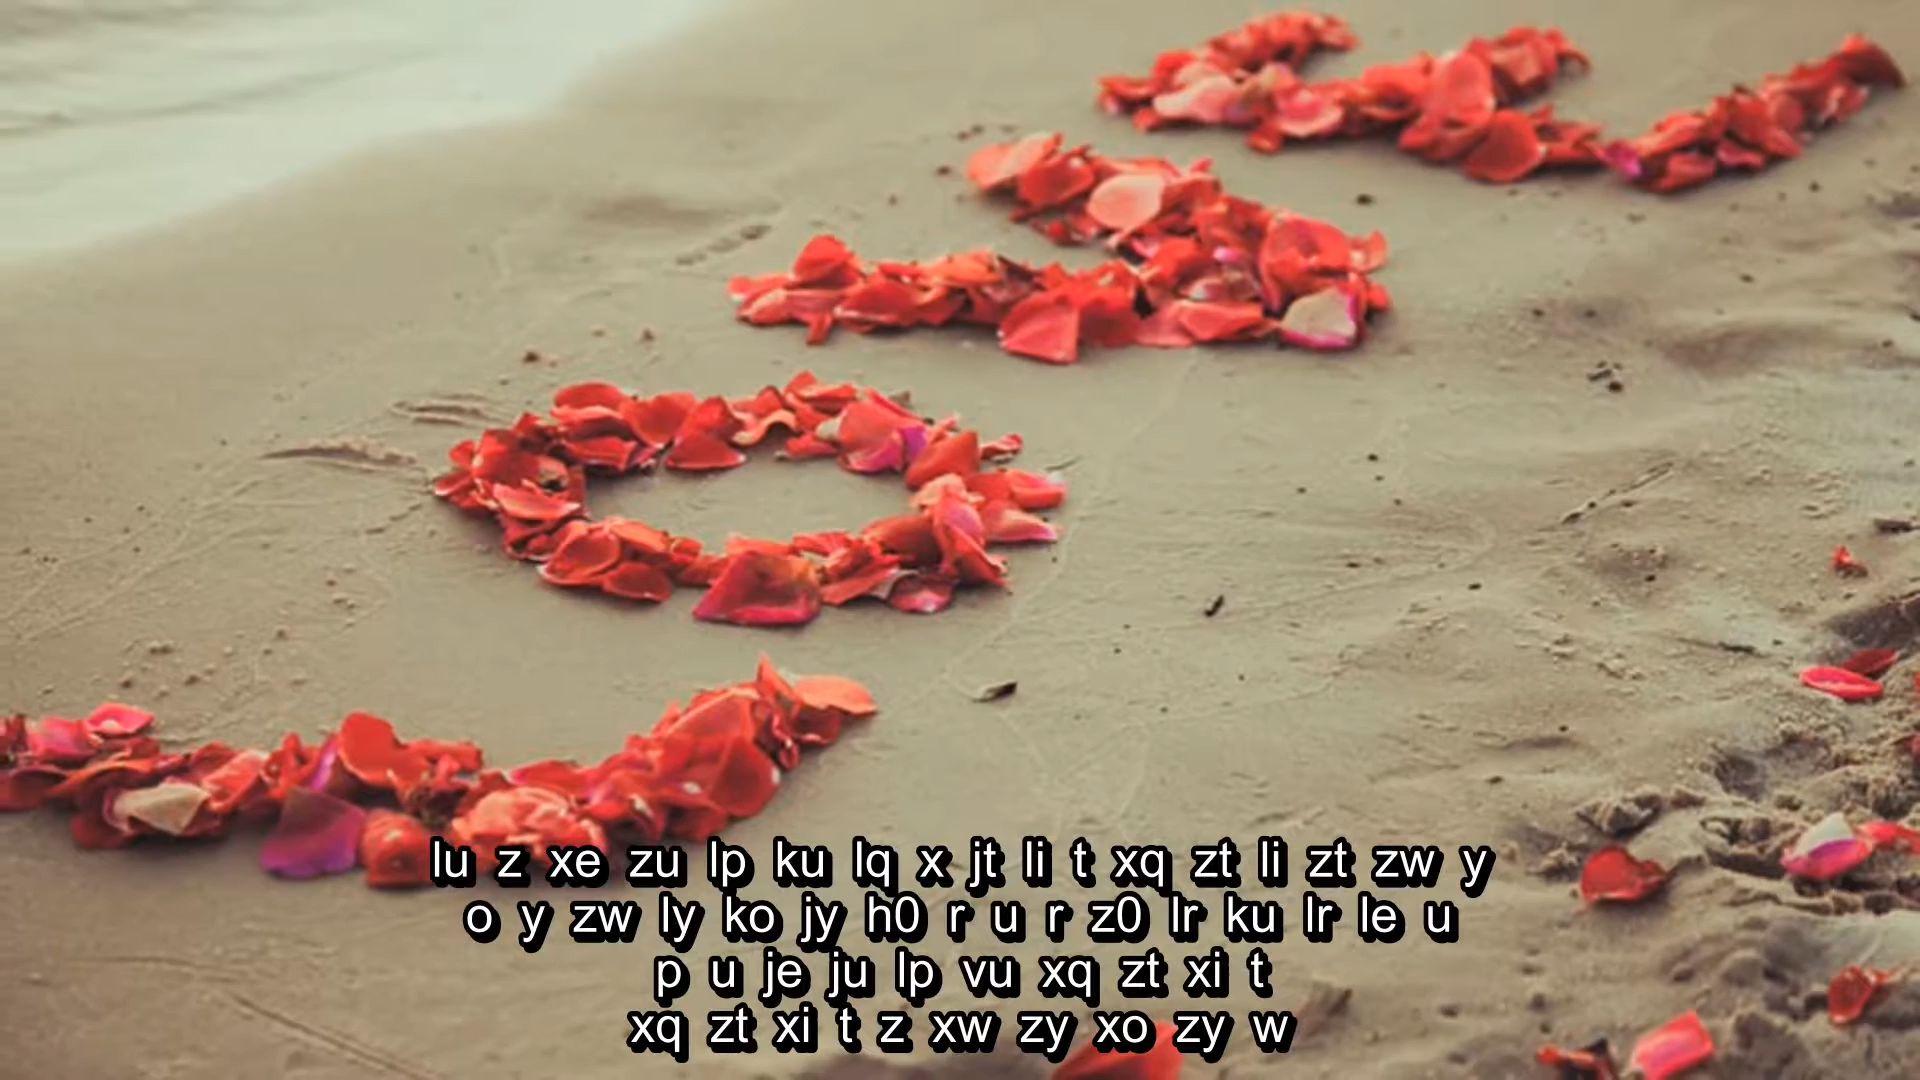 lu z xe zu lp ku lq x jt li t xq zt li zt zw y
o y zw ly ko jy h0 r u r z0 lr ku lr le u
p u je ju lp vu xq zt xi t
xq zt xi t z xw zy xo zy w